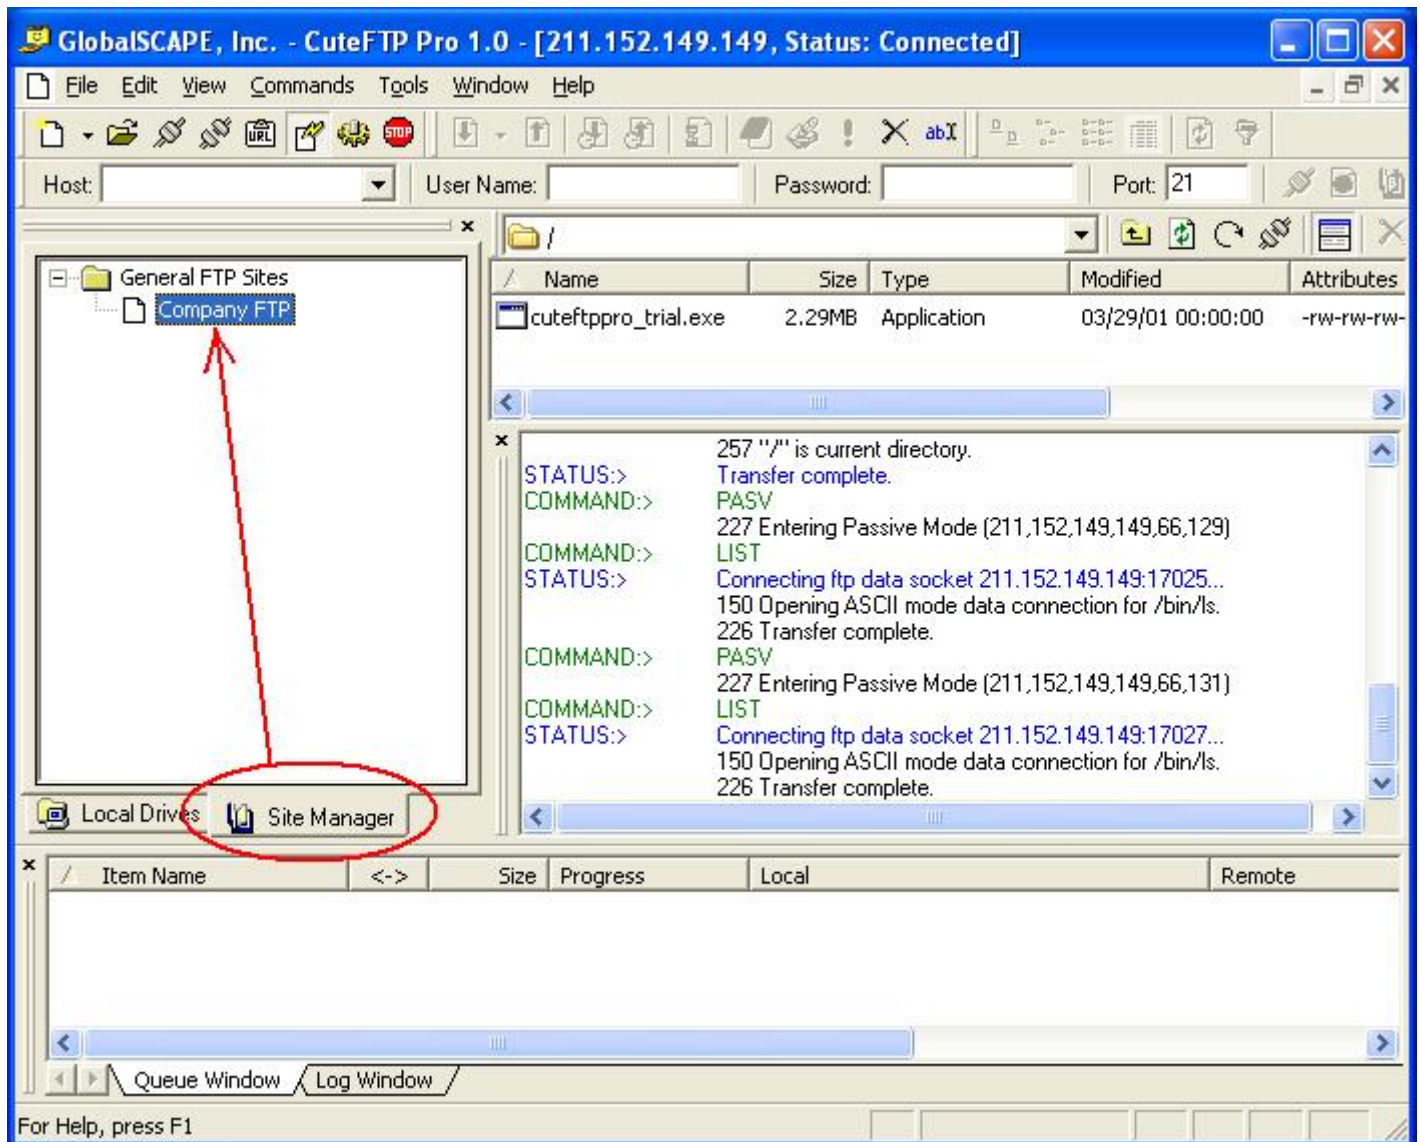 GlobalSCAPE, Inc. - CuteFTP Pro 1.0 - [211.152.149.149, Status: Connected]
File Edit View Commands Tools Window Help
URL STOP abI
Host: User Name: Password: Port: 21
/
General FTP Sites
Company FTP
Local Drives Site Manager
Name Size Type Modified Attributes
cuteftppro_trial.exe 2.29MB Application 03/29/01 00:00:00 -rw-rw-rw-
257 "/" is current directory.
STATUS:> Transfer complete.
COMMAND:> PASV
227 Entering Passive Mode (211,152,149,149,66,129)
COMMAND:> LIST
STATUS:> Connecting ftp data socket 211.152.149.149:17025...
150 Opening ASCII mode data connection for /bin/ls.
226 Transfer complete.
COMMAND:> PASV
227 Entering Passive Mode (211,152,149,149,66,131)
COMMAND:> LIST
STATUS:> Connecting ftp data socket 211.152.149.149:17027...
150 Opening ASCII mode data connection for /bin/ls.
226 Transfer complete.
Item Name <-> Size Progress Local Remote
Queue Window Log Window
For Help, press F1